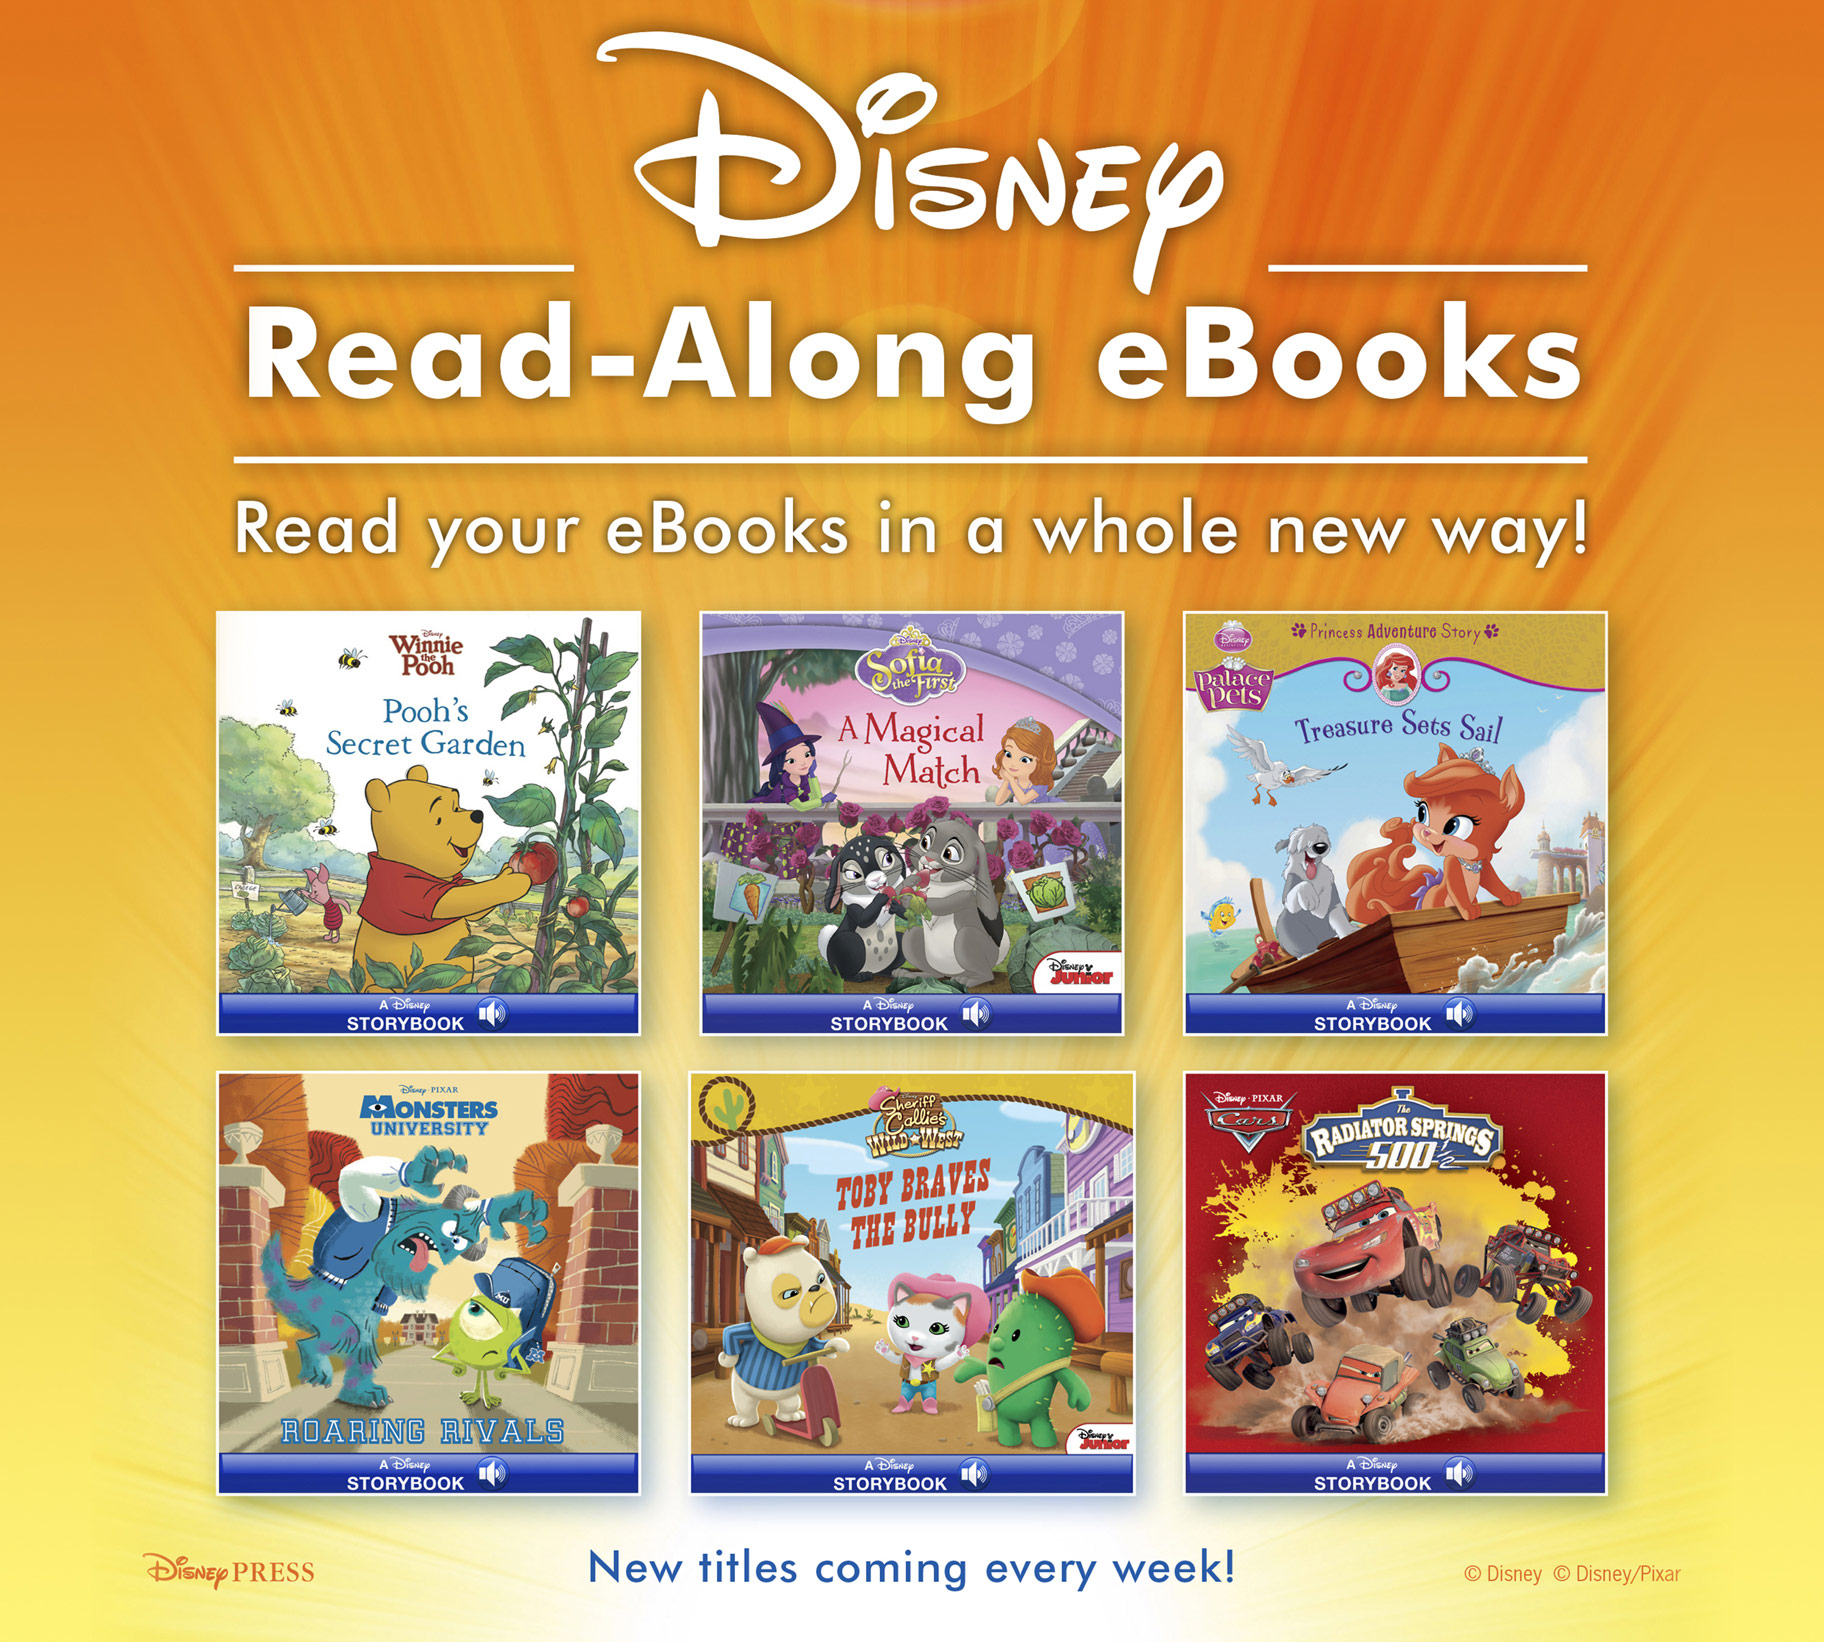 Disney
Read-Along eBooks
Read your eBooks in a whole new way!
Disney
Winnie
the
Pooh
Pooh's
Secret Garden
A Disney
STORYBOOK
Disney
Sofia
the First
A Magical
Match
Disney
Junior
A Disney
STORYBOOK
Disney
Princess Adventure Story
Palace
Pets
Treasure Sets Sail
A Disney
STORYBOOK
Disney · PIXAR
MONSTERS
UNIVERSITY
MU
ROARING RIVALS
A Disney
STORYBOOK
Disney
Sheriff
Callie's
WILD WEST
TOBY BRAVES
THE BULLY
Disney
Junior
A Disney
STORYBOOK
Disney · PIXAR
Cars
The
RADIATOR SPRINGS
500 1/2
A Disney
STORYBOOK
Disney PRESS
New titles coming every week!
© Disney © Disney/Pixar